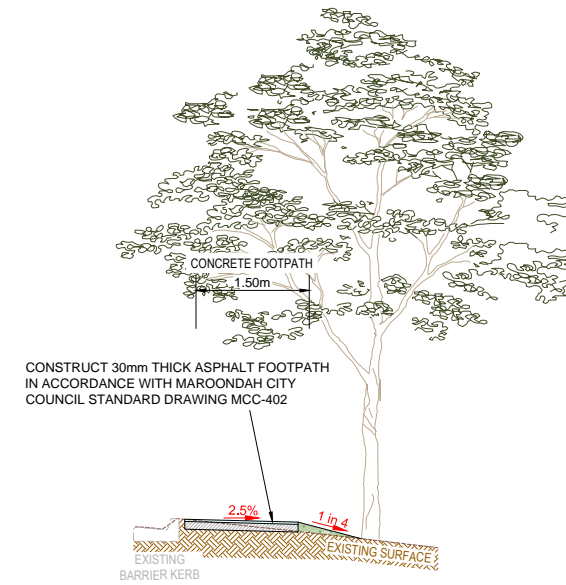 CONCRETE FOOTPATH
1.50m
CONSTRUCT 30mm THICK ASPHALT FOOTPATH
IN ACCORDANCE WITH MAROONDAH CITY
COUNCIL STANDARD DRAWING MCC-402
2.5%
1 in 4
EXISTING SURFACE
EXISTING
BARRIER KERB